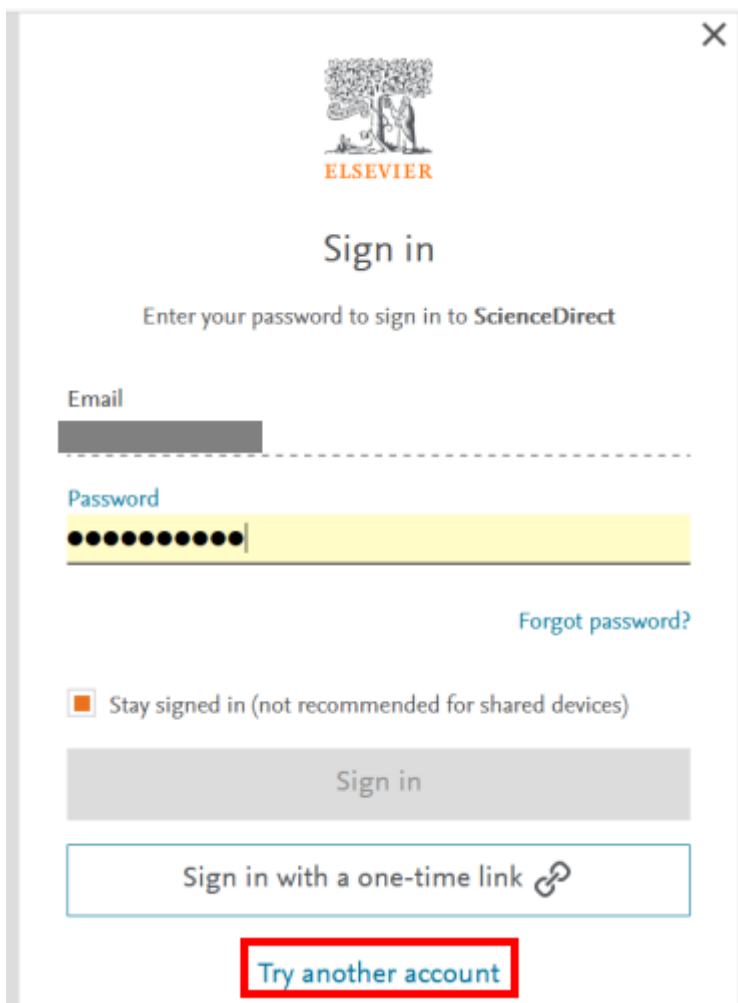 ELSEVIER
Sign in
Enter your password to sign in to ScienceDirect
Email
Password
Forgot password?
Stay signed in (not recommended for shared devices)
Sign in
Sign in with a one-time link
Try another account